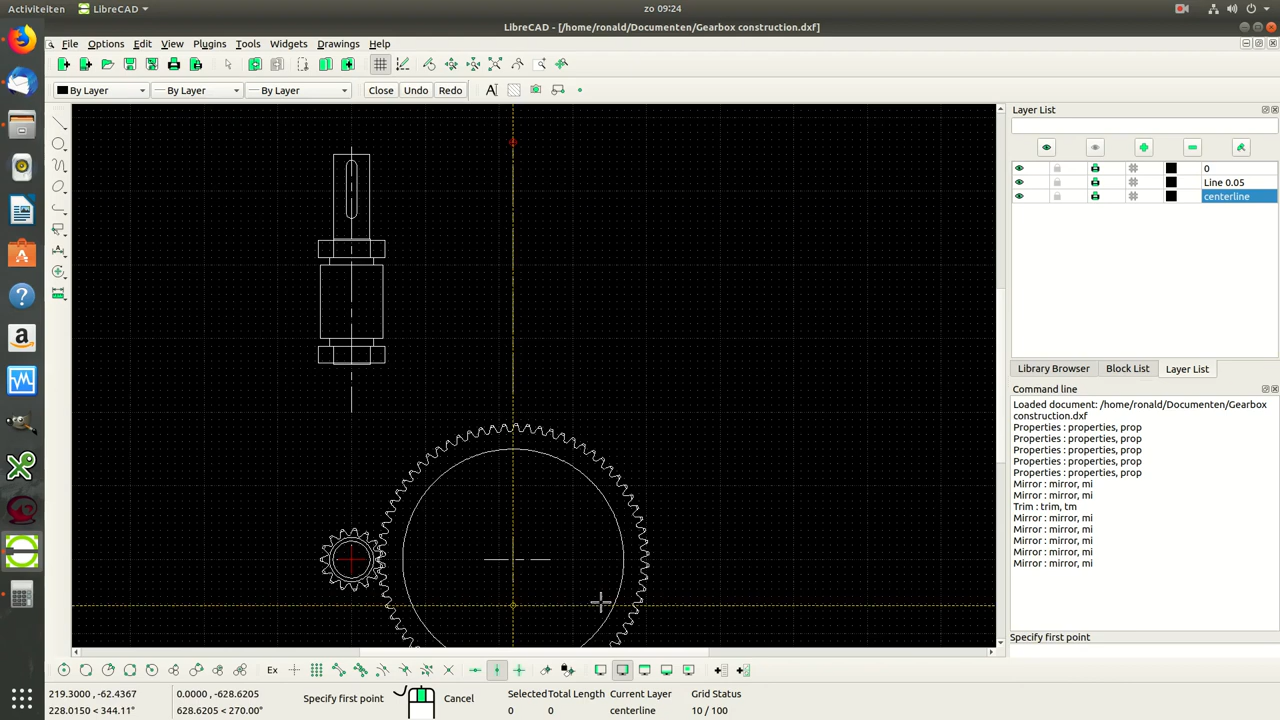 Activiteiten
LibreCAD
zo 09:24
LibreCAD - [/home/ronald/Documenten/Gearbox construction.dxf]
File Options Edit View Plugins Tools Widgets Drawings Help
By Layer
By Layer
By Layer
Close Undo Redo
Layer List
0
Line 0.05
centerline
Library Browser Block List Layer List
Command line
Loaded document: /home/ronald/Documenten/Gearbox
construction.dxf
Properties : properties, prop
Properties : properties, prop
Properties : properties, prop
Properties : properties, prop
Properties : properties, prop
Mirror : mirror, mi
Mirror : mirror, mi
Trim : trim, tm
Mirror : mirror, mi
Mirror : mirror, mi
Mirror : mirror, mi
Mirror : mirror, mi
Mirror : mirror, mi
Specify first point
Ex
219.3000 , -62.4367
228.0150 < 344.11°
0.0000 , -628.6205
628.6205 < 270.00°
Specify first point
Cancel
Selected Total Length Current Layer Grid Status
0 0 centerline 10 / 100